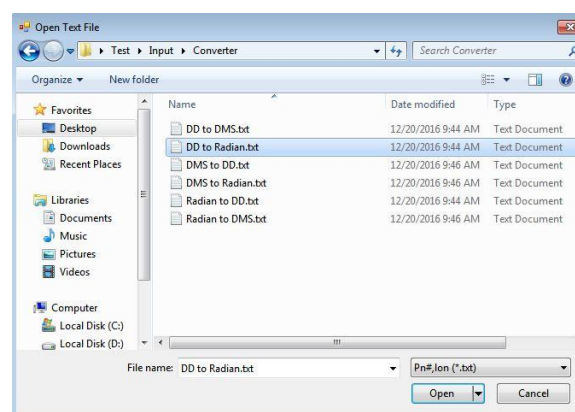 Open Text File
Test ▸ Input ▸ Converter
Search Converter
Organize ▾ New folder
Name Date modified Type
Favorites
Desktop
Downloads
Recent Places
Libraries
Documents
Music
Pictures
Videos
Computer
Local Disk (C:)
Local Disk (D:)
DD to DMS.txt 12/20/2016 9:44 AM Text Document
DD to Radian.txt 12/20/2016 9:44 AM Text Document
DMS to DD.txt 12/20/2016 9:46 AM Text Document
DMS to Radian.txt 12/20/2016 9:46 AM Text Document
Radian to DD.txt 12/20/2016 9:44 AM Text Document
Radian to DMS.txt 12/20/2016 9:46 AM Text Document
File name: DD to Radian.txt Pn#,lon (*.txt)
Open Cancel